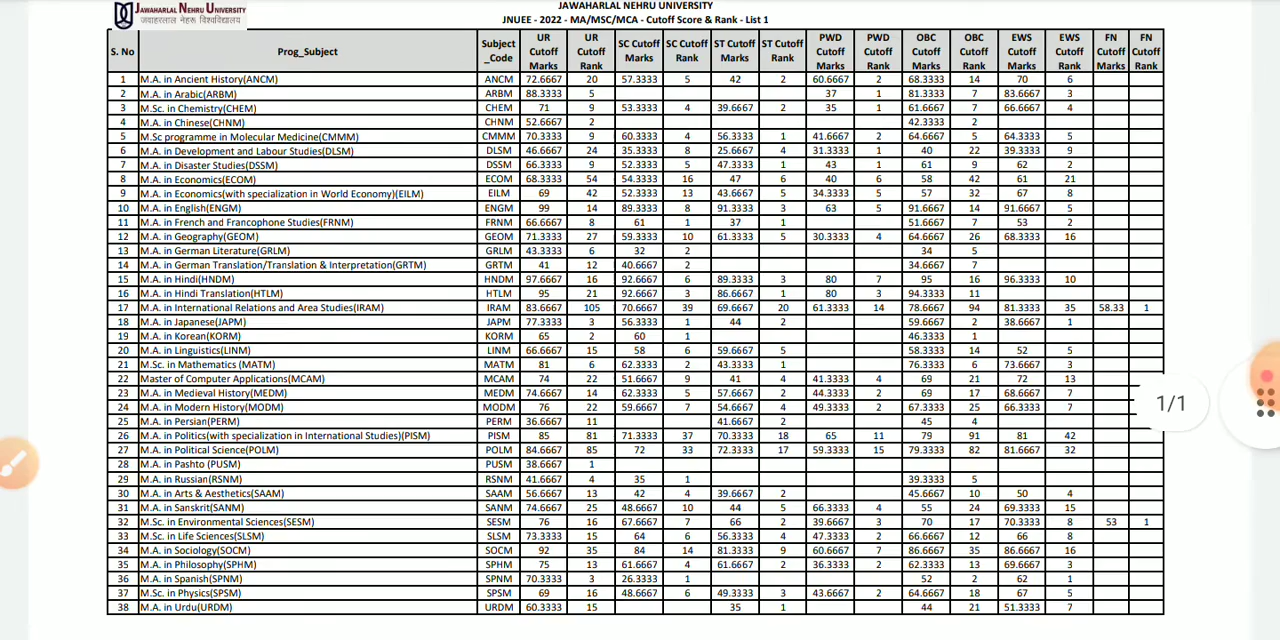 JAWAHARLAL NEHRU UNIVERSITY
जवाहरलाल नेहरू विश्वविद्यालय
JAWAHARLAL NEHRU UNIVERSITY
JNUEE - 2022 - MA/MSC/MCA - Cutoff Score & Rank - List 1
S. No Prog_Subject Subject _Code UR Cutoff Marks UR Cutoff Rank SC Cutoff Marks SC Cutoff Rank ST Cutoff Marks ST Cutoff Rank PWD Cutoff Marks PWD Cutoff Rank OBC Cutoff Marks OBC Cutoff Rank EWS Cutoff Marks EWS Cutoff Rank FN Cutoff Marks FN Cutoff Rank
1 M.A. in Ancient History(ANCM) ANCM 72.6667 20 57.3333 5 42 2 60.6667 2 68.3333 14 70 6
2 M.A. in Arabic(ARBM) ARBM 88.3333 5 37 1 81.3333 7 83.6667 3
3 M.Sc. in Chemistry(CHEM) CHEM 71 9 53.3333 4 39.6667 2 35 1 61.6667 7 66.6667 4
4 M.A. in Chinese(CHNM) CHNM 52.6667 2 42.3333 2
5 M.Sc programme in Molecular Medicine(CMMM) CMMM 70.3333 9 60.3333 4 56.3333 1 41.6667 2 64.6667 5 64.3333 5
6 M.A. in Development and Labour Studies(DLSM) DLSM 46.6667 24 35.3333 8 25.6667 4 31.3333 1 40 22 39.3333 9
7 M.A. in Disaster Studies(DSSM) DSSM 66.3333 9 52.3333 5 47.3333 1 43 1 61 9 62 2
8 M.A. in Economics(ECOM) ECOM 68.3333 54 54.3333 16 47 6 40 6 58 42 61 21
9 M.A. in Economics(with specialization in World Economy)(EILM) EILM 69 42 52.3333 13 43.6667 5 34.3333 5 57 32 67 8
10 M.A. in English(ENGM) ENGM 99 14 89.3333 8 91.3333 3 63 5 91.6667 14 91.6667 5
11 M.A. in French and Francophone Studies(FRNM) FRNM 66.6667 8 61 1 37 1 51.6667 7 53 2
12 M.A. in Geography(GEOM) GEOM 71.3333 27 59.3333 10 61.3333 5 30.3333 4 64.6667 26 68.3333 16
13 M.A. in German Literature(GRLM) GRLM 43.3333 6 32 2 34 5
14 M.A. in German Translation/Translation & Interpretation(GRTM) GRTM 41 12 40.6667 2 34.6667 7
15 M.A. in Hindi(HNDM) HNDM 97.6667 16 92.6667 6 89.3333 3 80 7 95 16 96.3333 10
16 M.A. in Hindi Translation(HTLM) HTLM 95 21 92.6667 3 86.6667 1 80 3 94.3333 11
17 M.A. in International Relations and Area Studies(IRAM) IRAM 83.6667 105 70.6667 39 69.6667 20 61.3333 14 78.6667 94 81.3333 35 58.33 1
18 M.A. in Japanese(JAPM) JAPM 77.3333 3 56.3333 1 44 2 59.6667 2 38.6667 1
19 M.A. in Korean(KORM) KORM 65 2 60 1 46.3333 1
20 M.A. in Linguistics(LINM) LINM 66.6667 15 58 6 59.6667 5 58.3333 14 52 5
21 M.Sc. in Mathematics (MATM) MATM 81 6 62.3333 2 43.3333 1 76.3333 6 73.6667 3
22 Master of Computer Applications(MCAM) MCAM 74 22 51.6667 9 41 4 41.3333 4 69 21 72 13
23 M.A. in Medieval History(MEDM) MEDM 74.6667 14 62.3333 5 57.6667 2 44.3333 2 69 17 68.6667 7
24 M.A. in Modern History(MODM) MODM 76 22 59.6667 7 54.6667 4 49.3333 2 67.3333 25 66.3333 7
25 M.A. in Persian(PERM) PERM 36.6667 11 41.6667 2 45 4
26 M.A. in Politics(with specialization in International Studies)(PISM) PISM 85 81 71.3333 37 70.3333 18 65 11 79 91 81 42
27 M.A. in Political Science(POLM) POLM 84.6667 85 72 33 72.3333 17 59.3333 15 79.3333 82 81.6667 32
28 M.A. in Pashto (PUSM) PUSM 38.6667 1
29 M.A. in Russian(RSNM) RSNM 41.6667 4 35 1 39.3333 5
30 M.A. in Arts & Aesthetics(SAAM) SAAM 56.6667 13 42 4 39.6667 2 45.6667 10 50 4
31 M.A. in Sanskrit(SANM) SANM 74.6667 25 48.6667 10 44 5 66.3333 4 55 24 69.3333 15
32 M.Sc. in Environmental Sciences(SESM) SESM 76 16 67.6667 7 66 2 39.6667 3 70 17 70.3333 8 53 1
33 M.Sc. in Life Sciences(SLSM) SLSM 73.3333 15 64 6 56.3333 4 47.3333 2 66.6667 12 66 8
34 M.A. in Sociology(SOCM) SOCM 92 35 84 14 81.3333 9 60.6667 7 86.6667 35 86.6667 16
35 M.A. in Philosophy(SPHM) SPHM 75 13 61.6667 4 61.6667 2 36.3333 2 62.3333 13 69.6667 3
36 M.A. in Spanish(SPNM) SPNM 70.3333 3 26.3333 1 52 2 62 1
37 M.Sc. in Physics(SPSM) SPSM 69 16 48.6667 6 49.3333 3 43.6667 2 64.6667 18 67 5
38 M.A. in Urdu(URDM) URDM 60.3333 15 35 1 44 21 51.3333 7
1/1